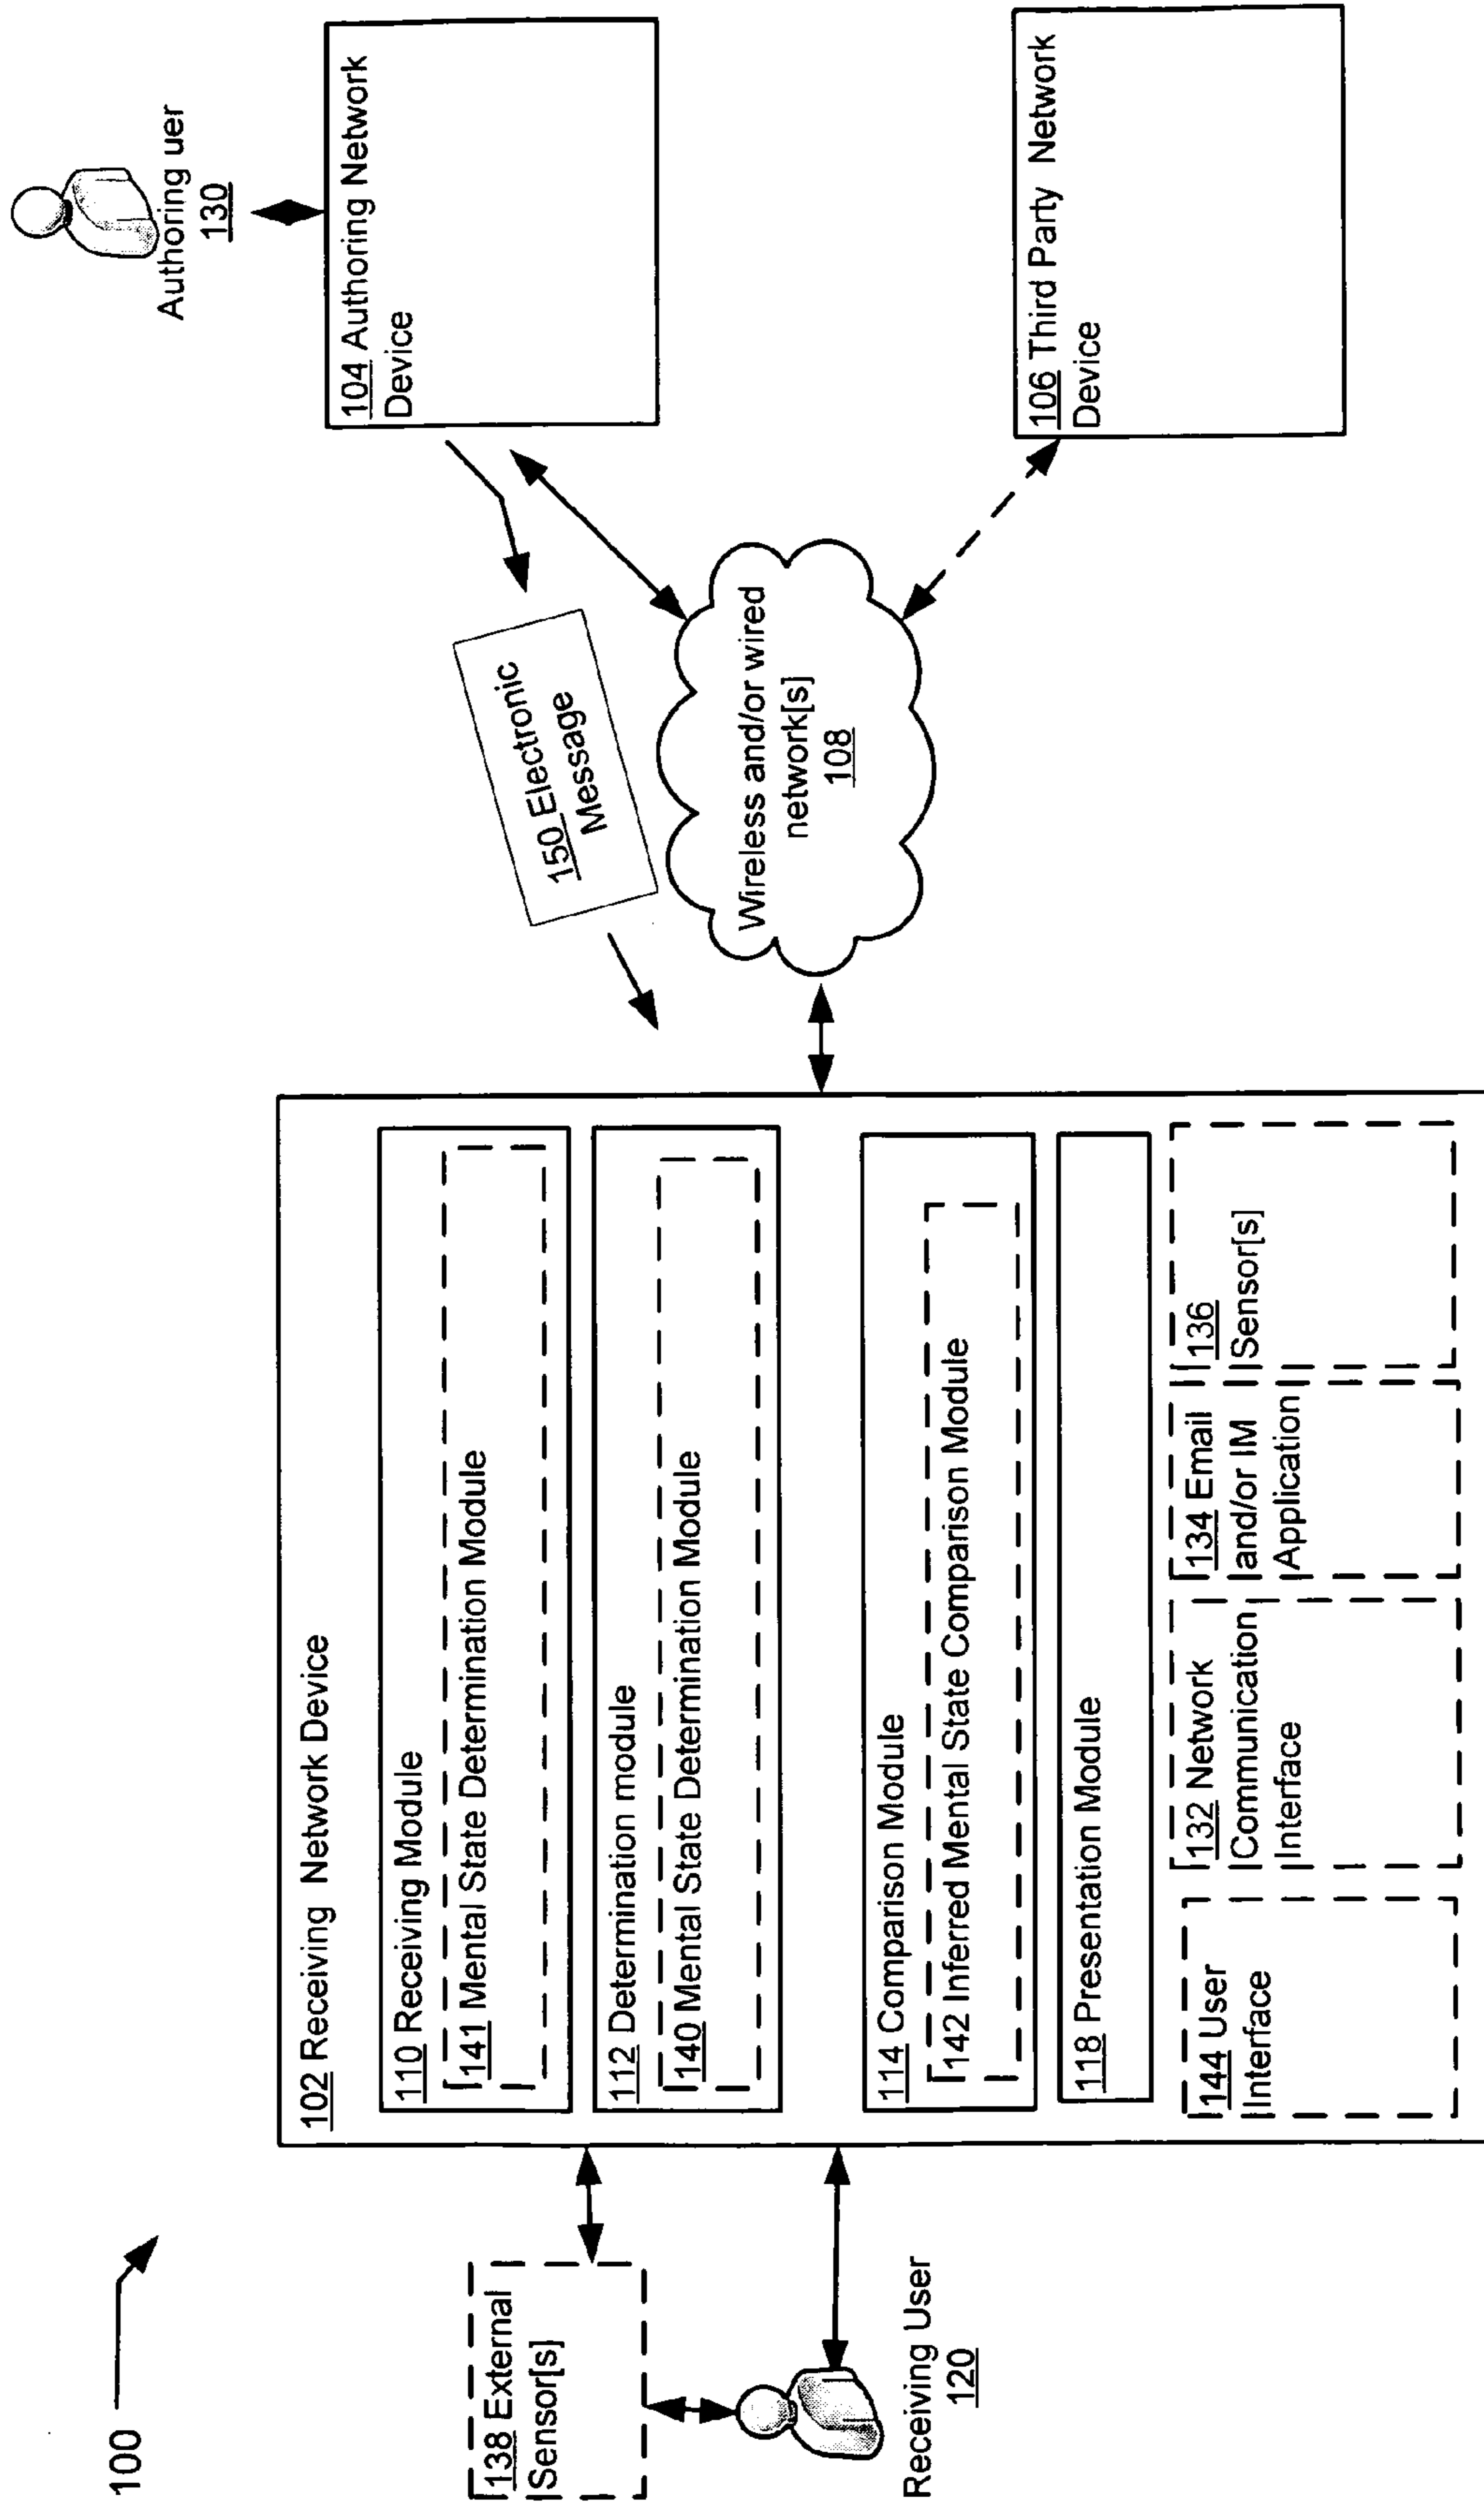 100
138 External
Sensor[s]
Receiving User
120
102 Receiving Network Device
110 Receiving Module
141 Mental State Determination Module
112 Determination module
140 Mental State Determination Module
114 Comparison Module
142 Inferred Mental State Comparison Module
118 Presentation Module
144 User
Interface
132 Network
Communication
Interface
134 Email
and/or IM
Application
136
Sensor[s]
150 Electronic
Message
Wireless and/or wired
network[s]
108
Authoring uer
130
104 Authoring Network
Device
106 Third Party Network
Device